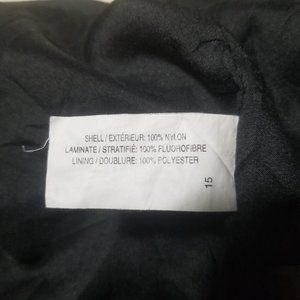 SHELL / EXTÉRIEUR: 100% NYLON
LAMINATE / STRATIFIÉ: 100% FLUOROFIBRE
LINING / DOUBLURE: 100% POLYESTER
15